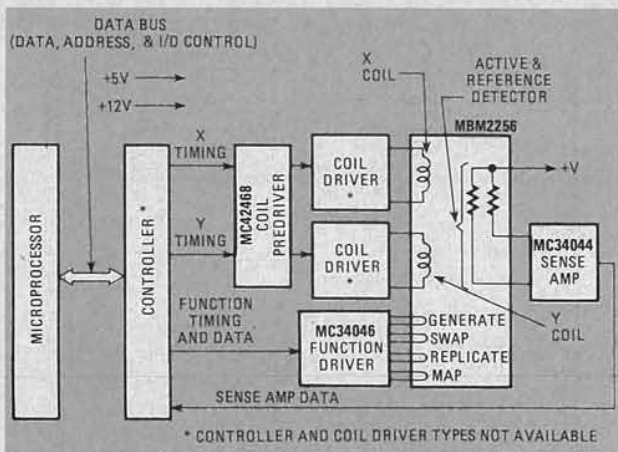 DATA BUS
(DATA, ADDRESS, & I/O CONTROL)
+5V
+12V
X
TIMING
Y
TIMING
FUNCTION
TIMING
AND DATA
MICROPROCESSOR
CONTROLLER*
MC42468
COIL
PREDRIVER
COIL
DRIVER
*
COIL
DRIVER*
MC34046
FUNCTION
DRIVER
X
COIL
ACTIVE &
REFERENCE
DETECTOR
MBM2256
+V
MC34044
SENSE
AMP
Y
COIL
GENERATE
SWAP
REPLICATE
MAP
SENSE AMP DATA
* CONTROLLER AND COIL DRIVER TYPES NOT AVAILABLE